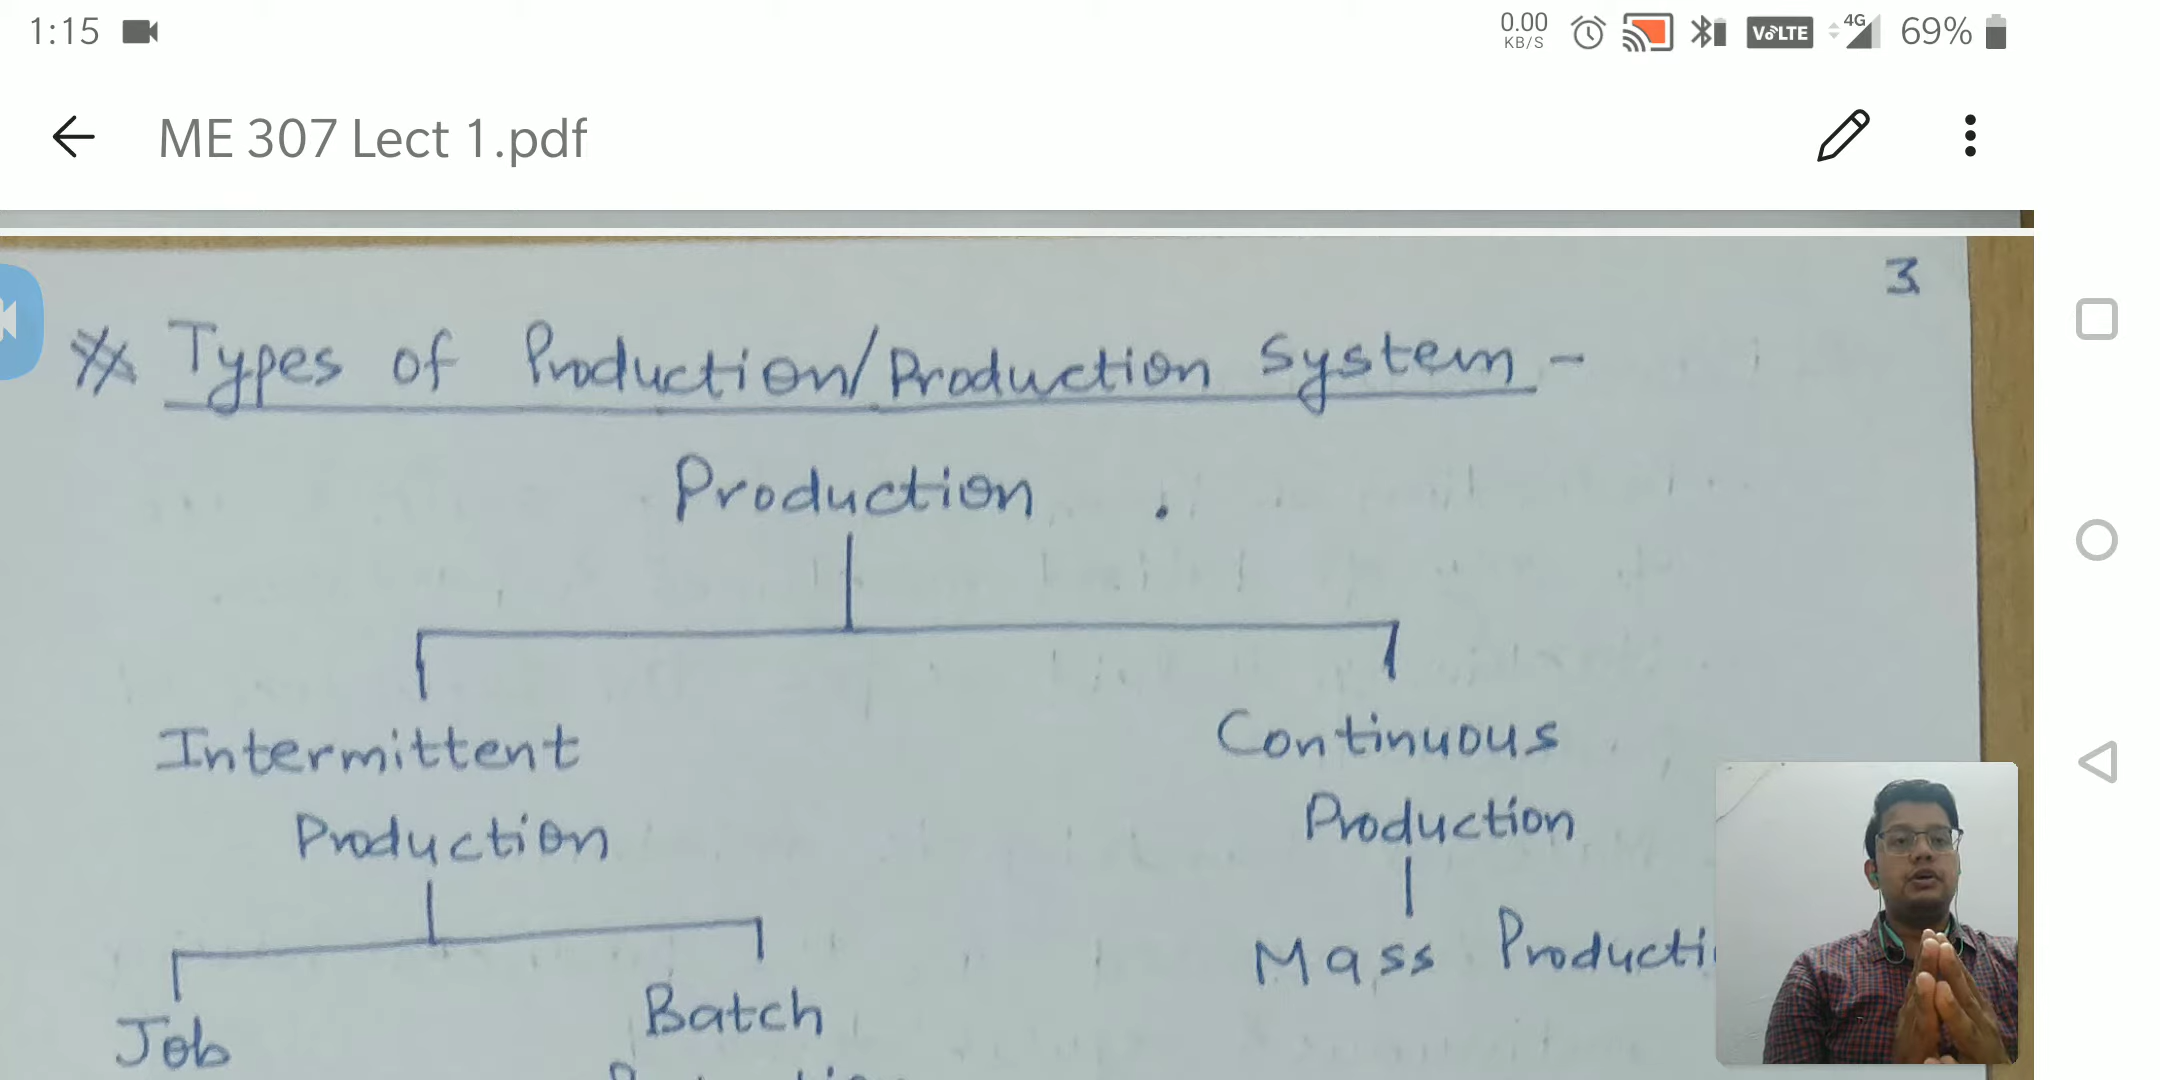 1:15
0.00
KB/S
VoLTE
4G
69%
ME 307 Lect 1.pdf
3
Types of Production/Production System -
Production
Intermittent
Production
Continuous
Production
Mass
Job
Batch